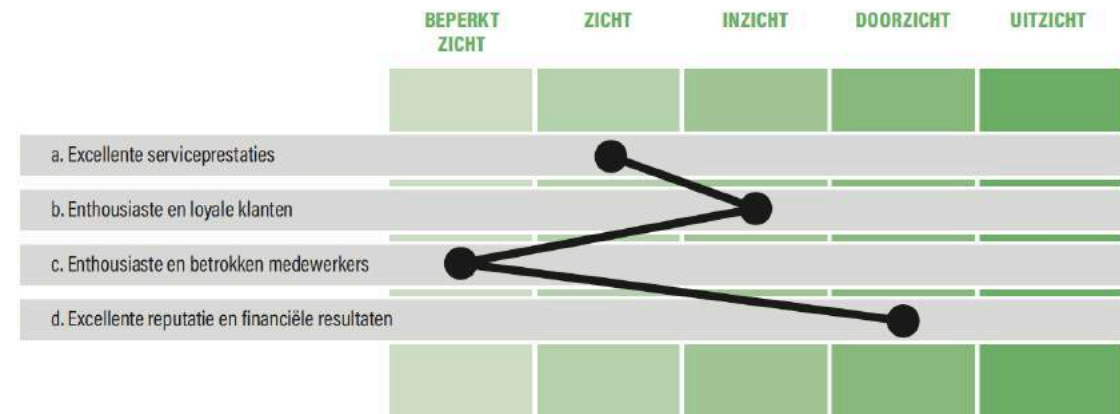 BEPERKT
ZICHT
ZICHT
INZICHT
DOORZICHT
UITZICHT
a. Excellente serviceprestaties
b. Enthousiaste en loyale klanten
c. Enthousiaste en betrokken medewerkers
d. Excellente reputatie en financiële resultaten